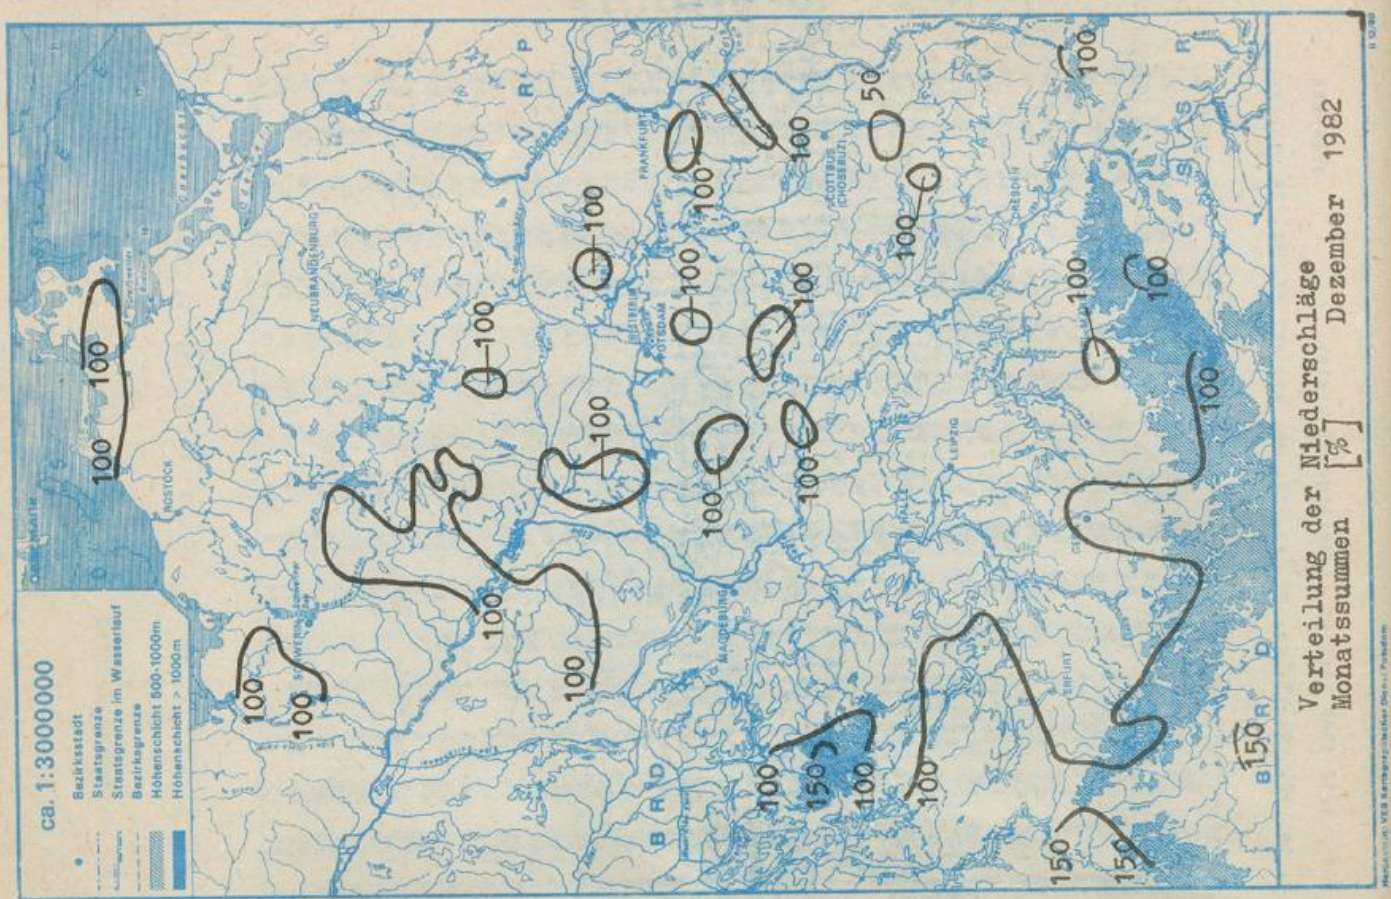 ca. 1:3000000
Bezirksstadt
Staatsgrenze
Staatsgrenze im Wasserlauf
Bezirksgrenze
Höhenschicht 500-1000m
Höhenschicht > 1000m
Oderbucht
ROSTOCK
SCHWERIN
NEUBRANDENBURG
V R P
FRANKFURT
POTSDAM
MAGDEBURG
COTTBUS
(CHOSEBUZ)
HALLE
LEIPZIG
DRESDEN
ERFURT
Elbe
B R D
B R D
C S S R
100
100
100
100
100
100
100
100
100
100
100
100
50
100
100
100
100
100
150
100
100
100
100
100
100
150
150
150
Verteilung der Niederschläge
Monatssummen [%] Dezember 1982